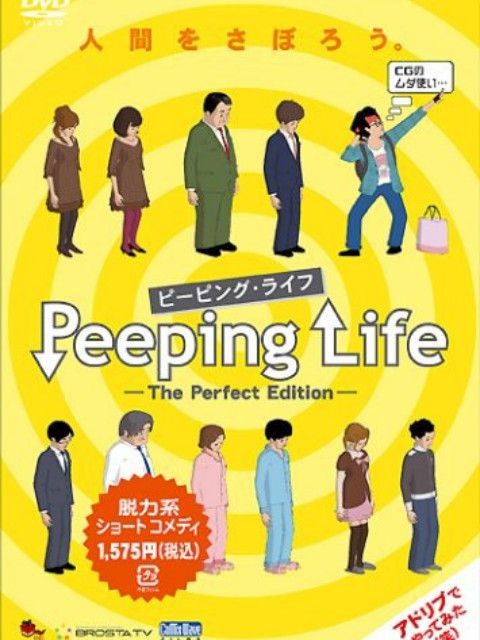 DVD
VIDEO
人間をさぼろう。
CGの
ムダ使い…
ピーピング・ライフ
Peeping Life
—The Perfect Edition—
脱力系
ショートコメディ
1,575円(税込)
アドリブで
やってみた
BROSTA TV
CoMix Wave
FILMS